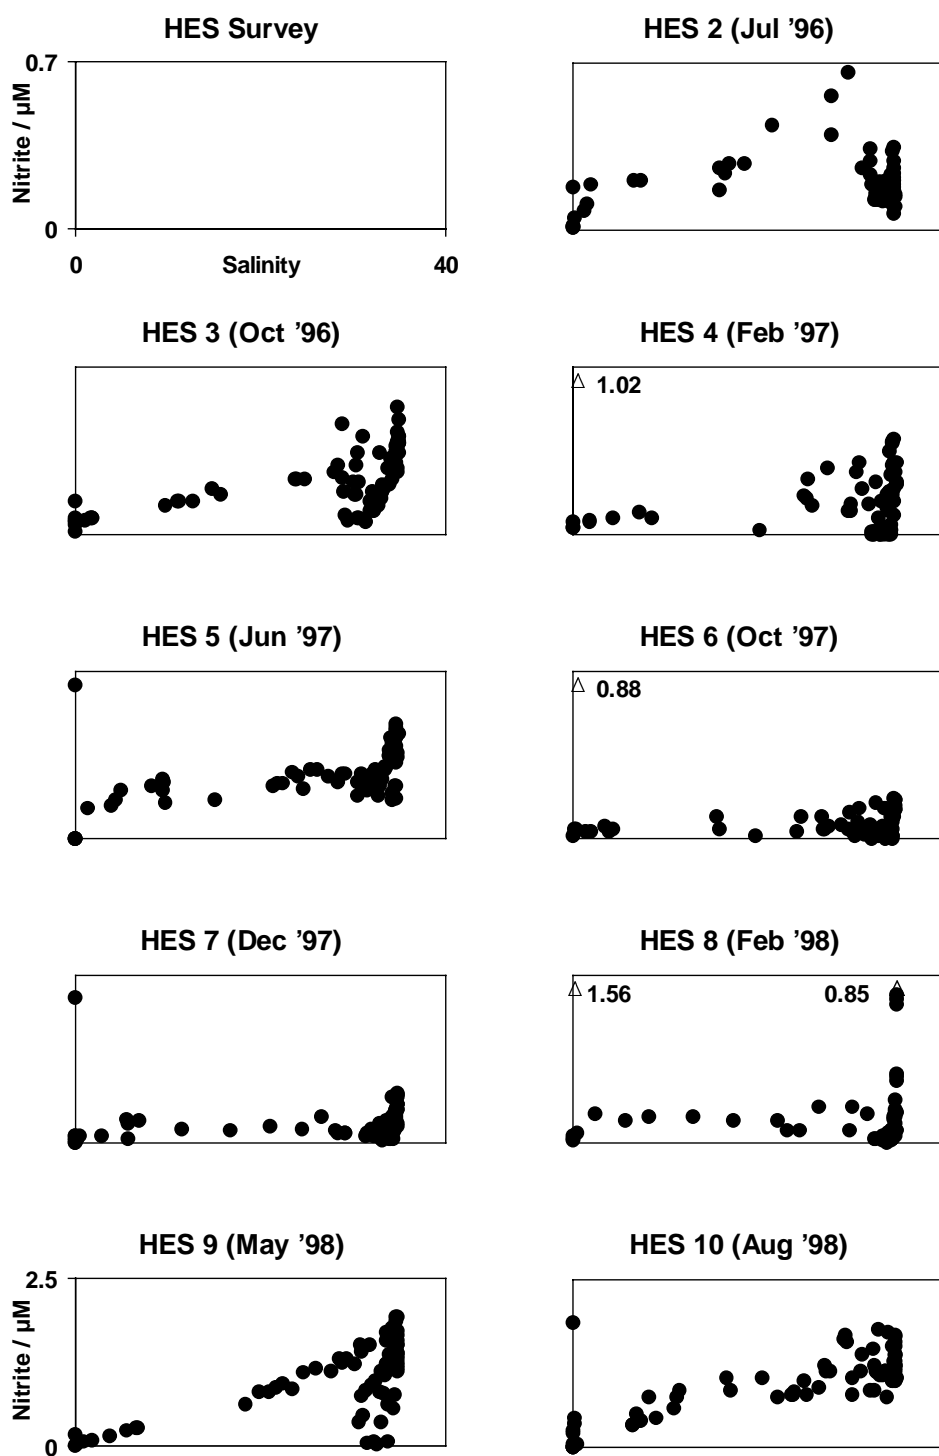 HES Survey
0.7
Nitrite / µM
0
0 Salinity 40
HES 2 (Jul '96)
HES 3 (Oct '96)
HES 4 (Feb '97)
1.02
HES 5 (Jun '97)
HES 6 (Oct '97)
0.88
HES 7 (Dec '97)
HES 8 (Feb '98)
1.56 0.85
HES 9 (May '98)
2.5
Nitrite / µM
0
HES 10 (Aug '98)